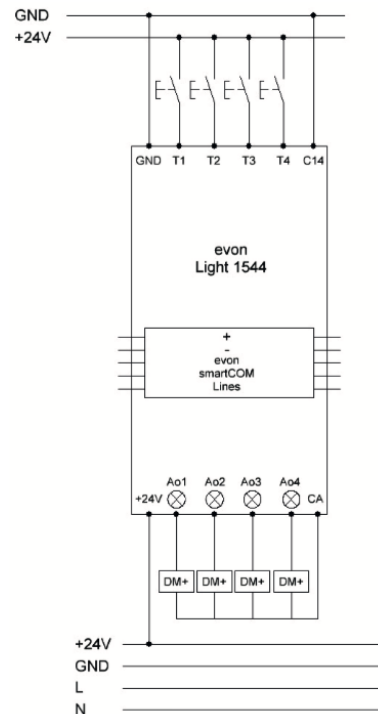 GND
+24V
GND T1 T2 T3 T4 C14
evon
Light 1544
+
-
evon
smartCOM
Lines
Ao1 Ao2 Ao3 Ao4
+24V CA
DM+ DM+ DM+ DM+
+24V
GND
L
N